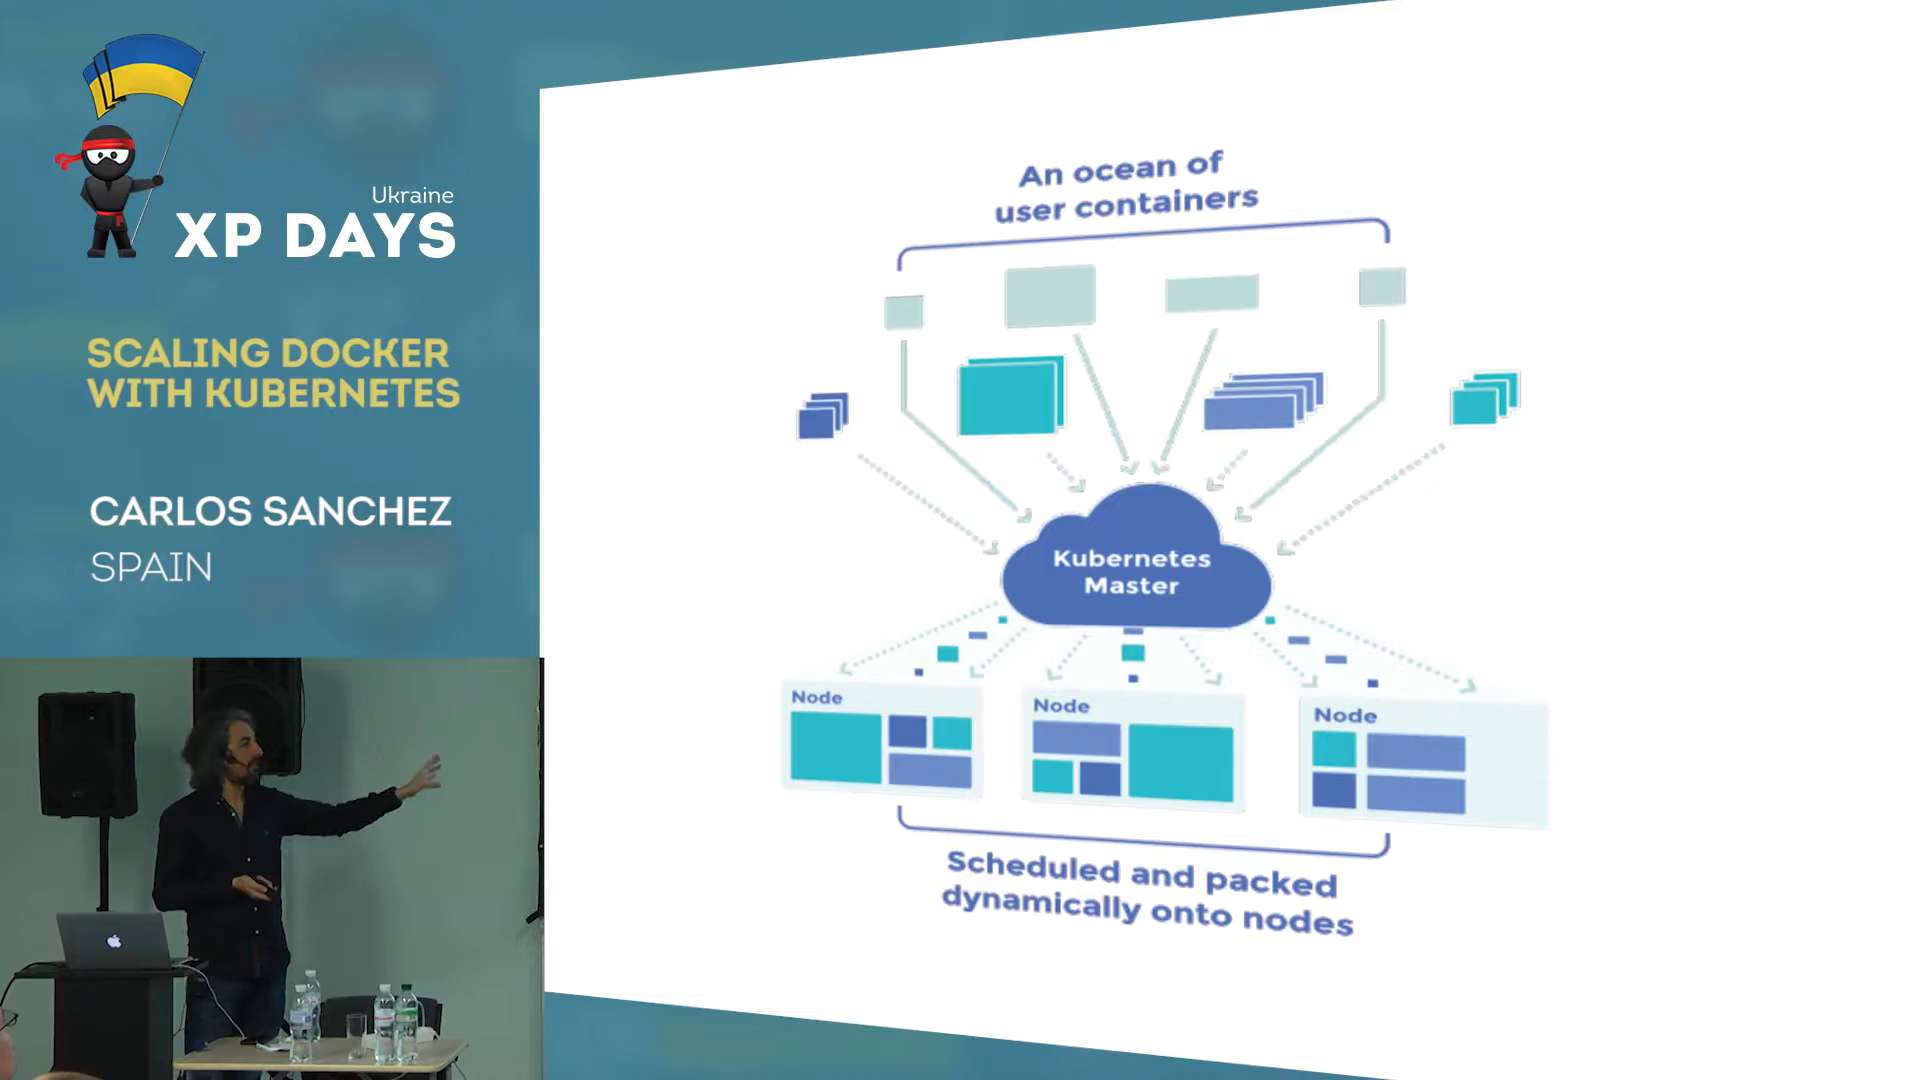 Ukraine
XP DAYS
SCALING DOCKER
WITH KUBERNETES
CARLOS SANCHEZ
SPAIN
An ocean of
user containers
Kubernetes
Master
Node
Node
Node
Scheduled and packed
dynamically onto nodes